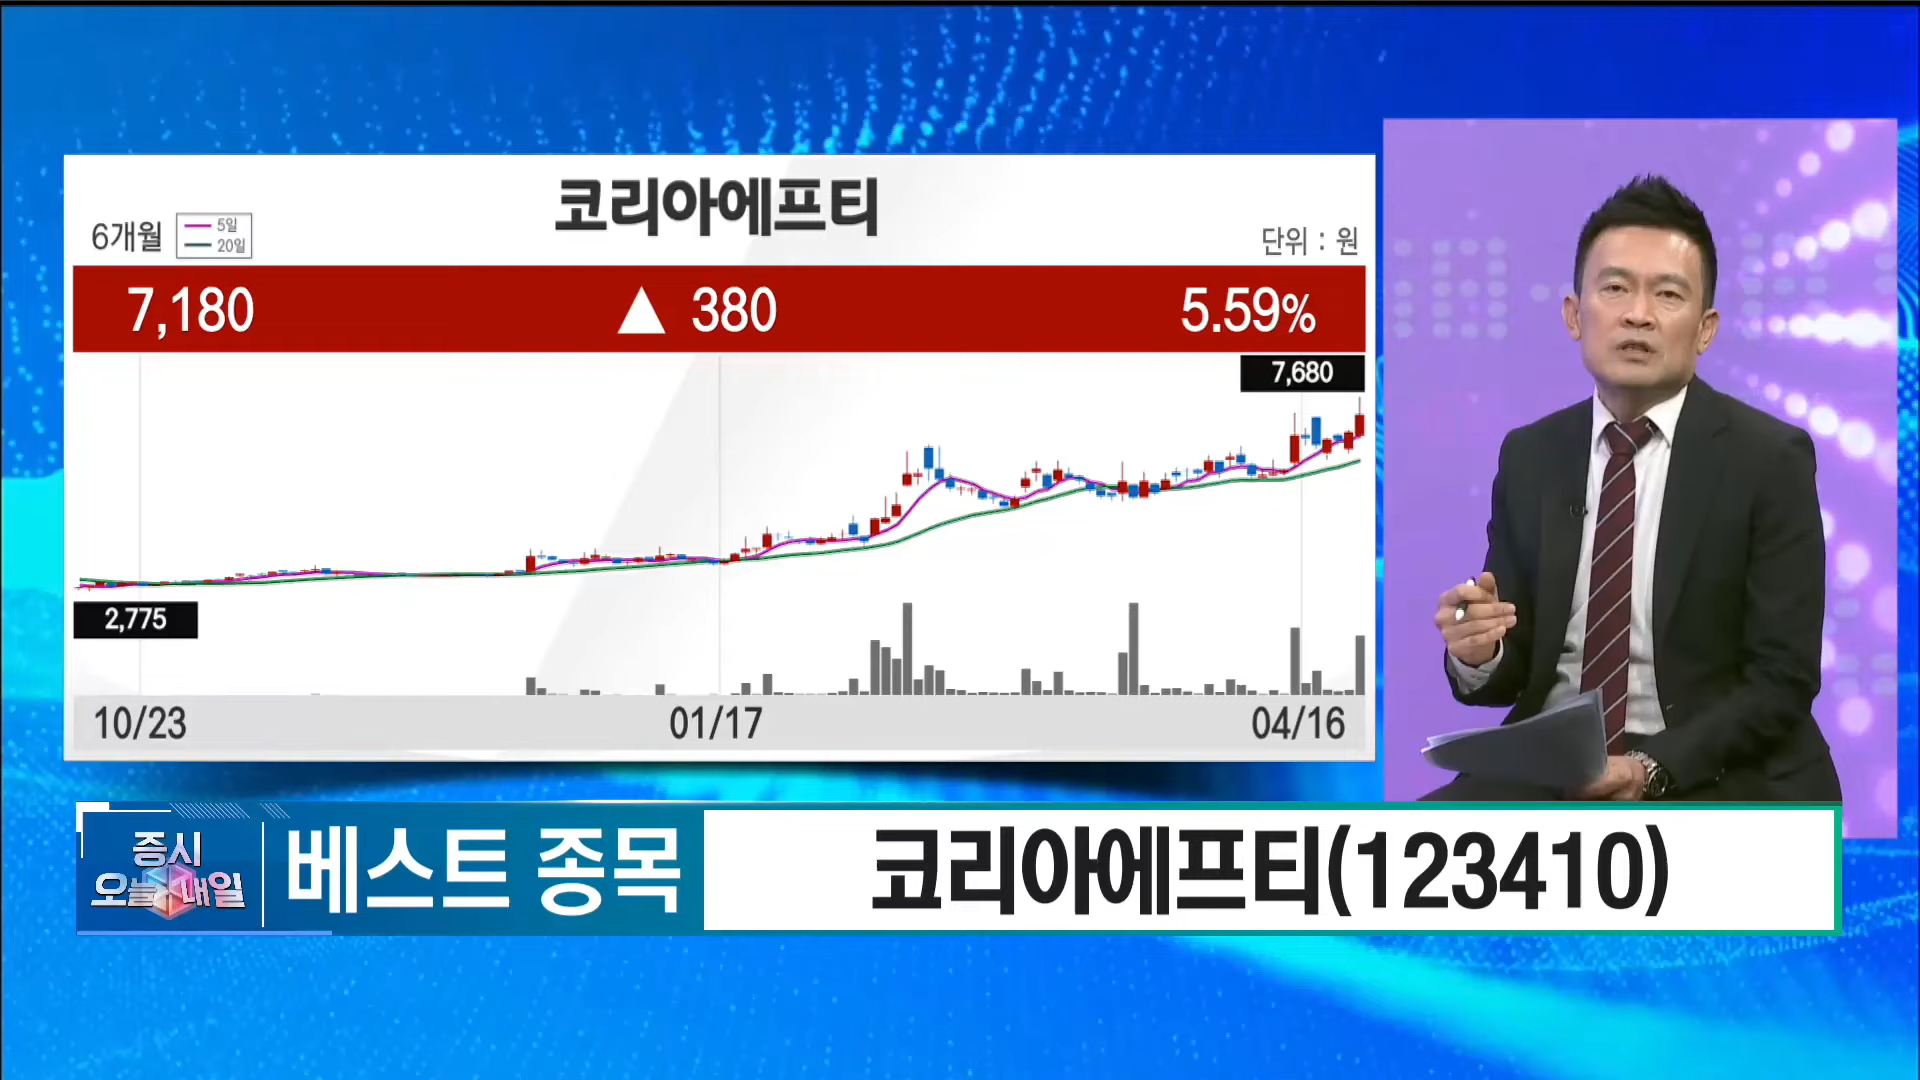 코리아에프티
6개월
5일
20일
단위 : 원
7,180 ▲ 380 5.59%
7,680
2,775
10/23 01/17 04/16
증시
오늘 내일
베스트 종목
코리아에프티(123410)